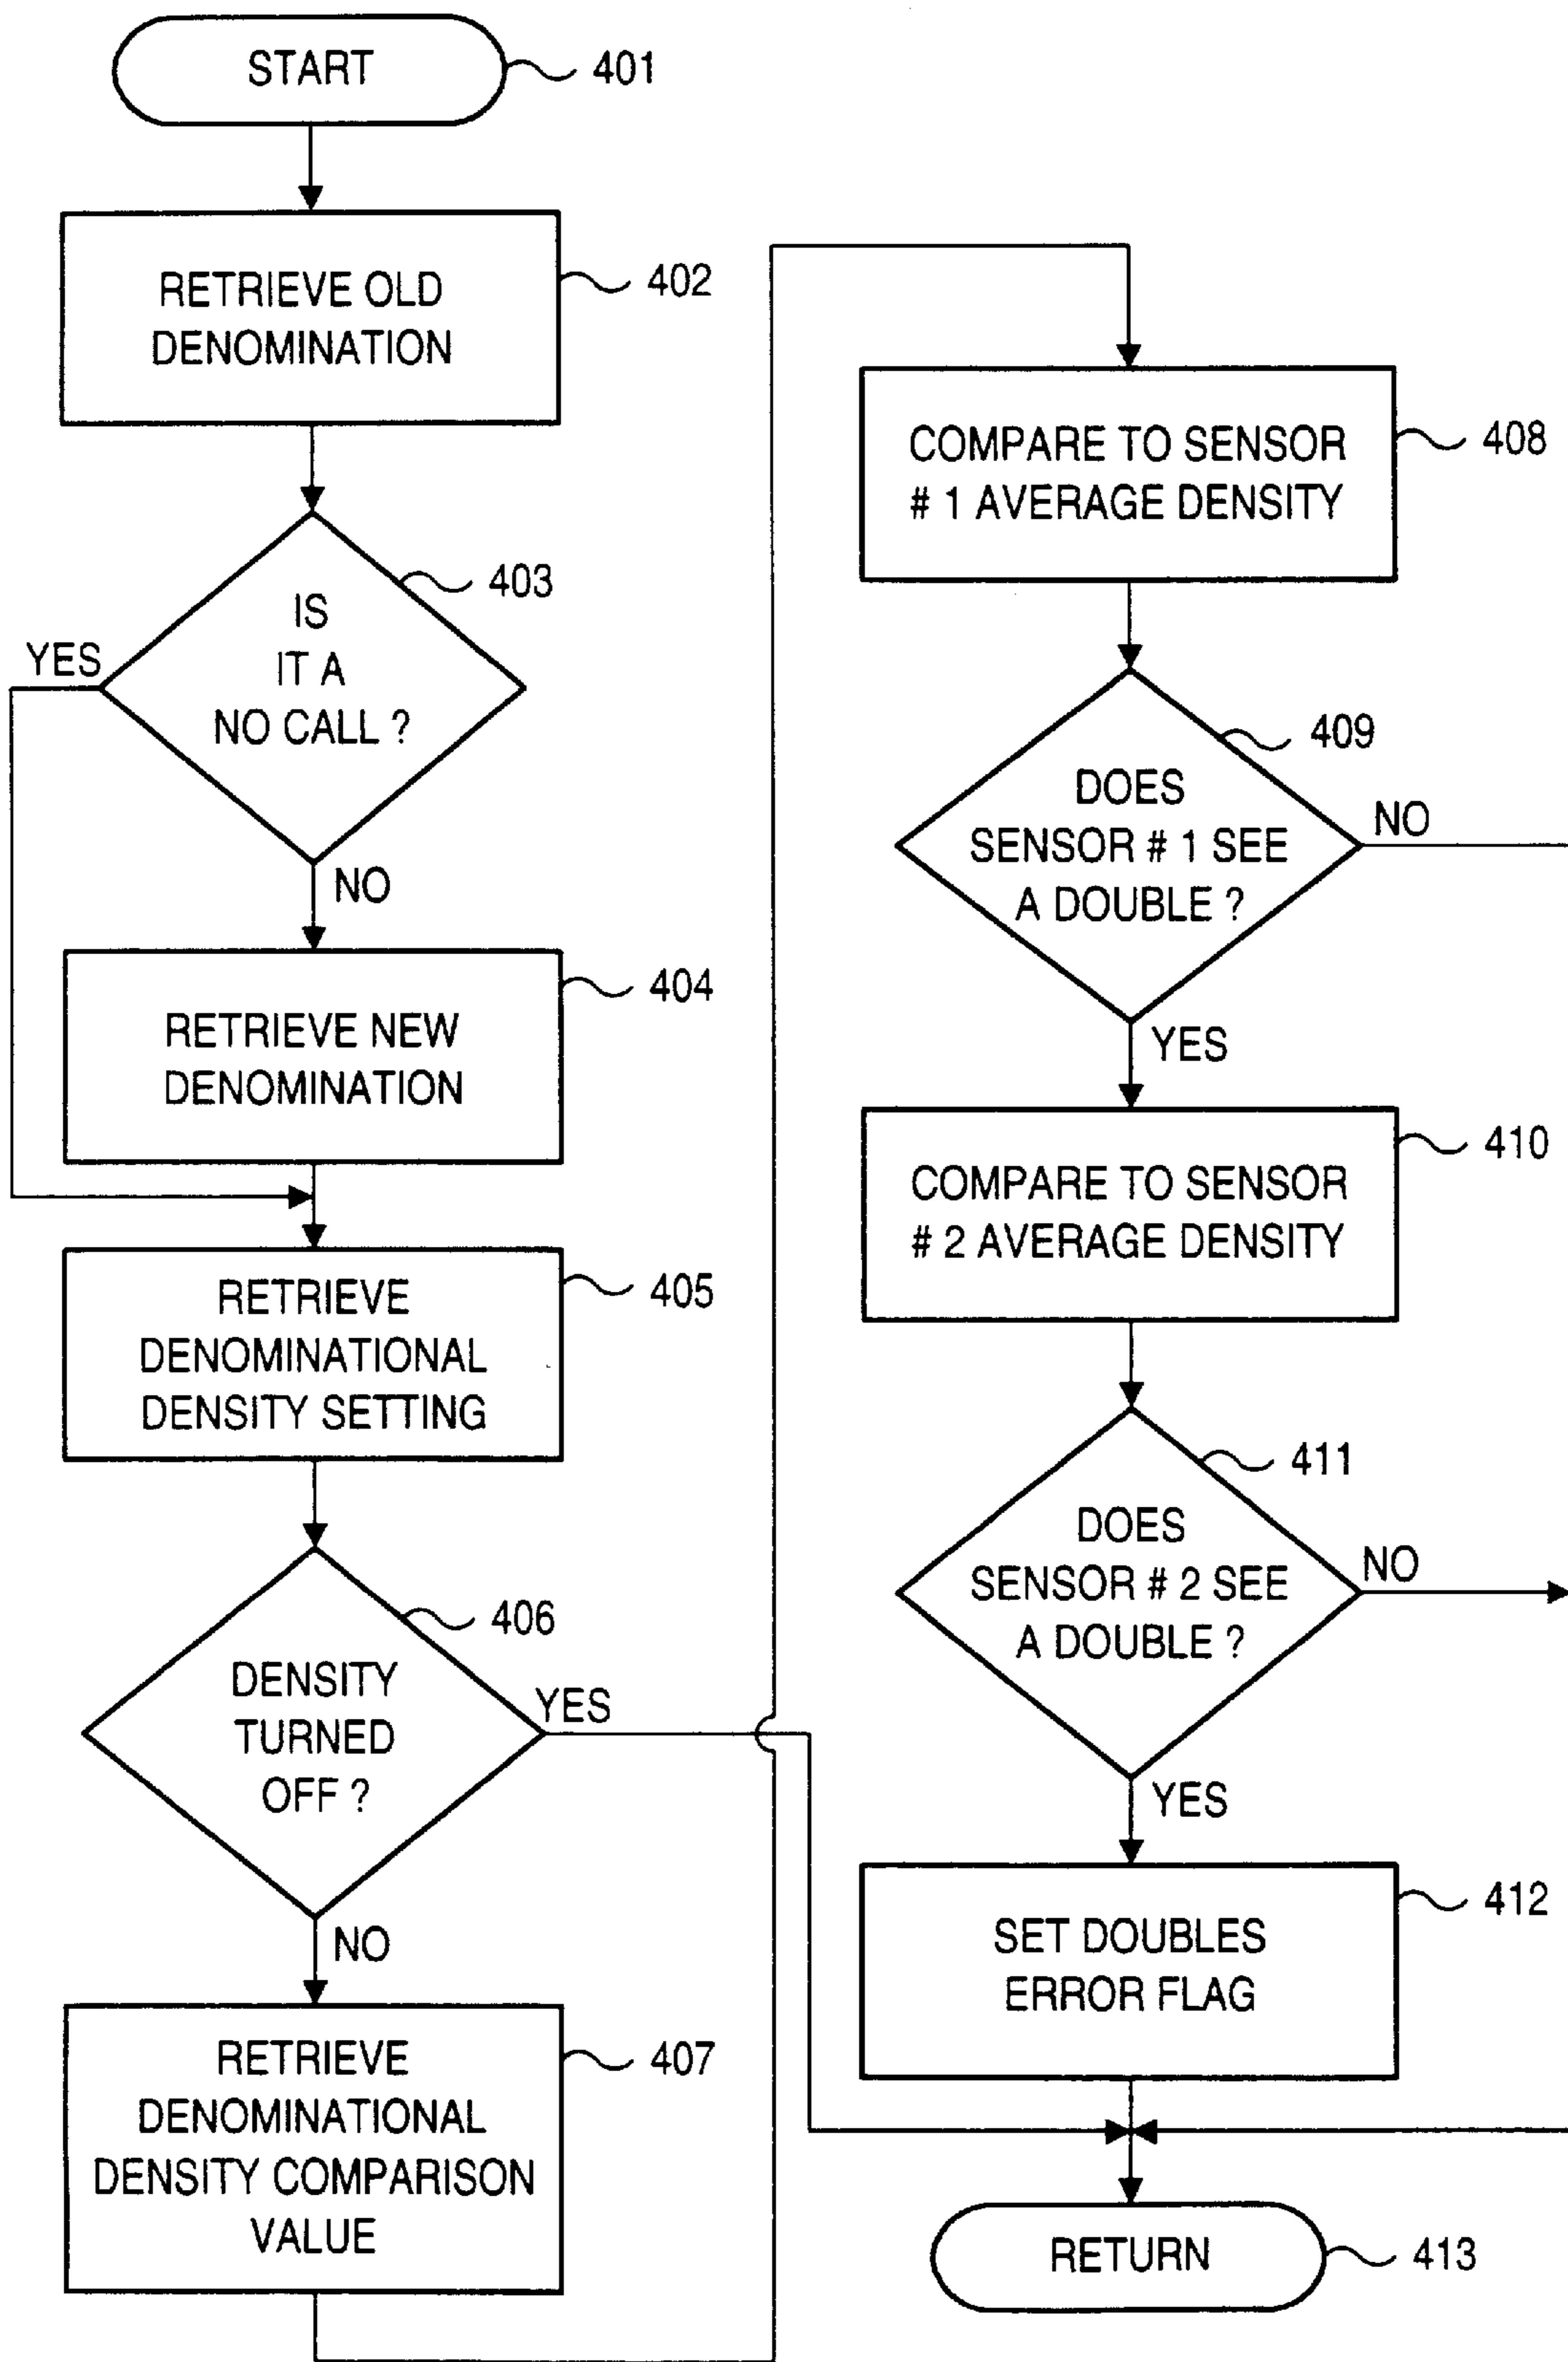 START
401
RETRIEVE OLD
DENOMINATION
402
IS
IT A
NO CALL ?
403
YES
NO
RETRIEVE NEW
DENOMINATION
404
RETRIEVE
DENOMINATIONAL
DENSITY SETTING
405
DENSITY
TURNED
OFF ?
406
YES
NO
RETRIEVE
DENOMINATIONAL
DENSITY COMPARISON
VALUE
407
COMPARE TO SENSOR
# 1 AVERAGE DENSITY
408
DOES
SENSOR # 1 SEE
A DOUBLE ?
409
NO
YES
COMPARE TO SENSOR
# 2 AVERAGE DENSITY
410
DOES
SENSOR # 2 SEE
A DOUBLE ?
411
NO
YES
SET DOUBLES
ERROR FLAG
412
RETURN
413